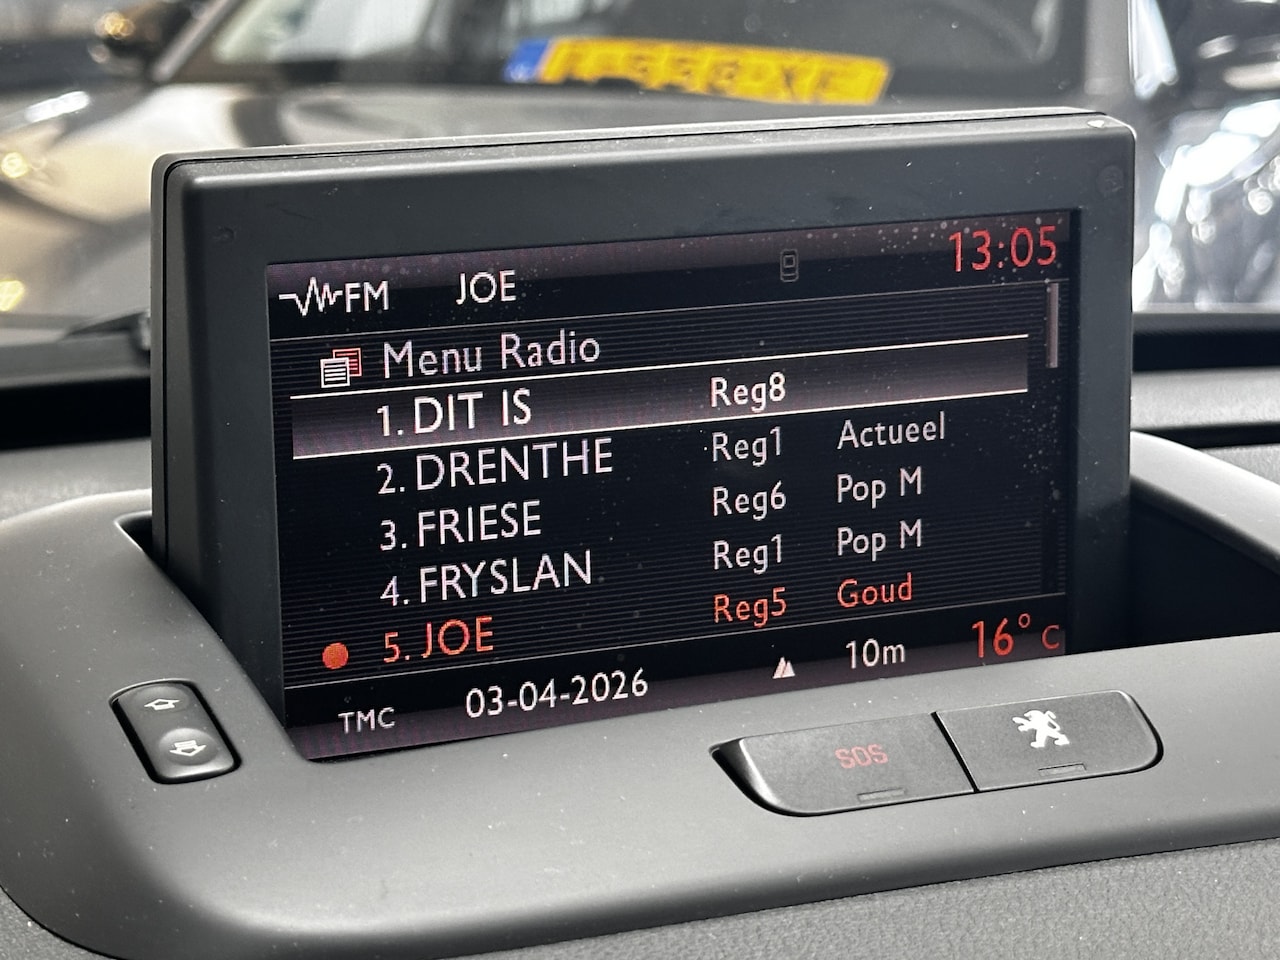 FM JOE 13:05
Menu Radio
1. DIT IS Reg8
2. DRENTHE Reg1 Actueel
3. FRIESE Reg6 Pop M
4. FRYSLAN Reg1 Pop M
5. JOE Reg5 Goud
TMC 03-04-2026 10m 16° C
SOS